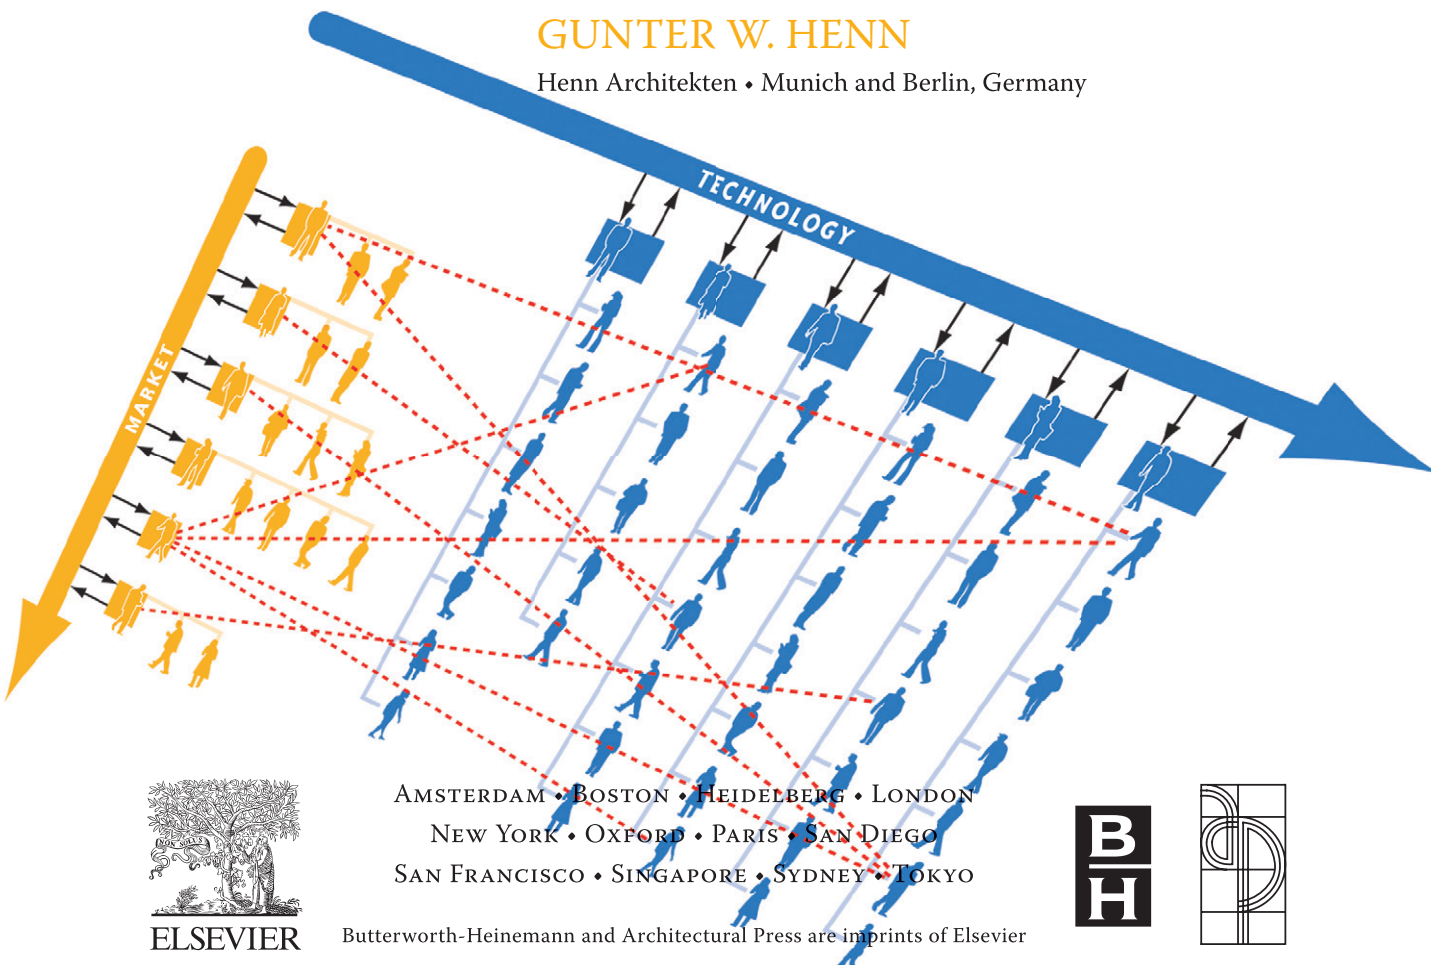 GUNTER W. HENN
Henn Architekten • Munich and Berlin, Germany
TECHNOLOGY
MARKET
AMSTERDAM • BOSTON • HEIDELBERG • LONDON
NEW YORK • OXFORD • PARIS • SAN DIEGO
SAN FRANCISCO • SINGAPORE • SYDNEY • TOKYO
B
H
ELSEVIER
Butterworth-Heinemann and Architectural Press are imprints of Elsevier